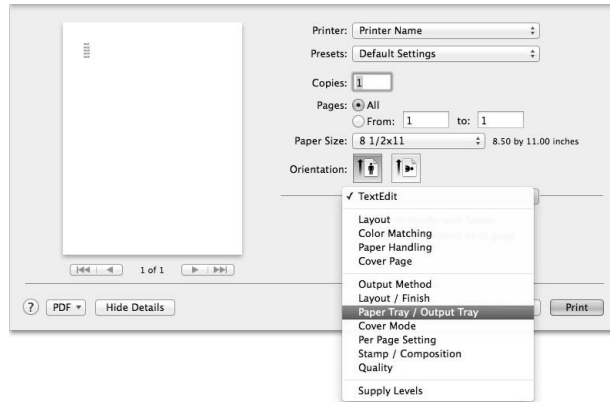 Printer: Printer Name
Presets: Default Settings
Copies: 1
Pages: All
From: 1 to: 1
Paper Size: 8 1/2x11 8.50 by 11.00 inches
Orientation:
✓ TextEdit
Layout
Color Matching
Paper Handling
Cover Page
Output Method
Layout / Finish
Paper Tray / Output Tray
Cover Mode
Per Page Setting
Stamp / Composition
Quality
Supply Levels
1 of 1
? PDF Hide Details Print